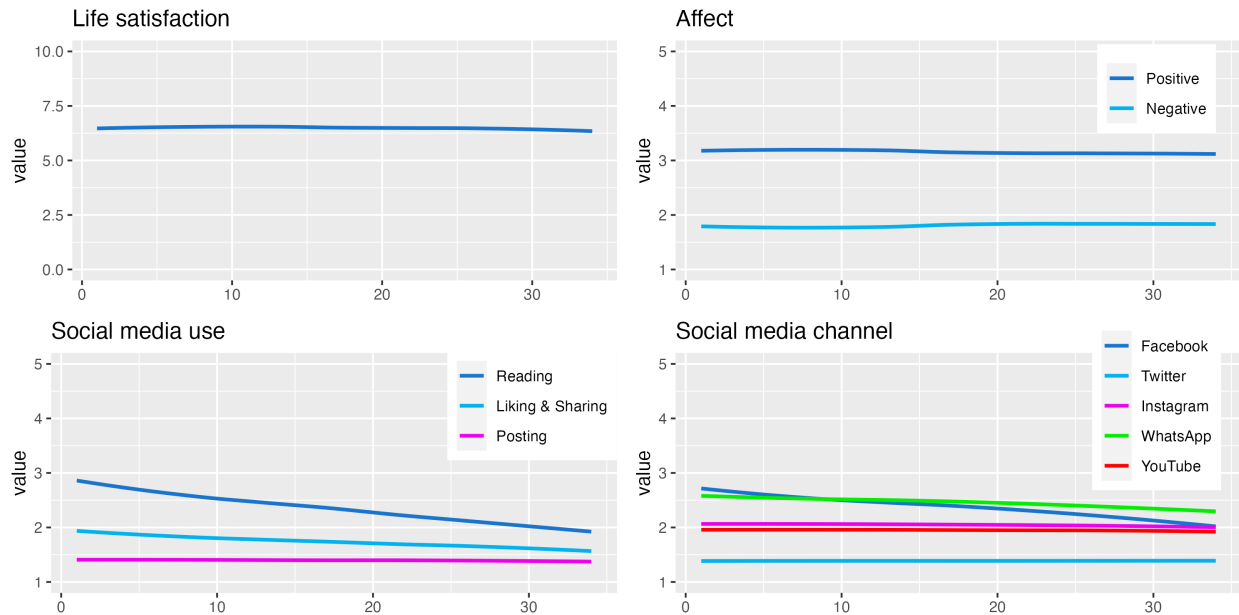 Life satisfaction
value
10.0
7.5
5.0
2.5
0.0
0 10 20 30
Affect
value
5
4
3
2
1
0 10 20 30
Positive
Negative
Social media use
value
5
4
3
2
1
0 10 20 30
Reading
Liking & Sharing
Posting
Social media channel
value
5
4
3
2
1
0 10 20 30
Facebook
Twitter
Instagram
WhatsApp
YouTube